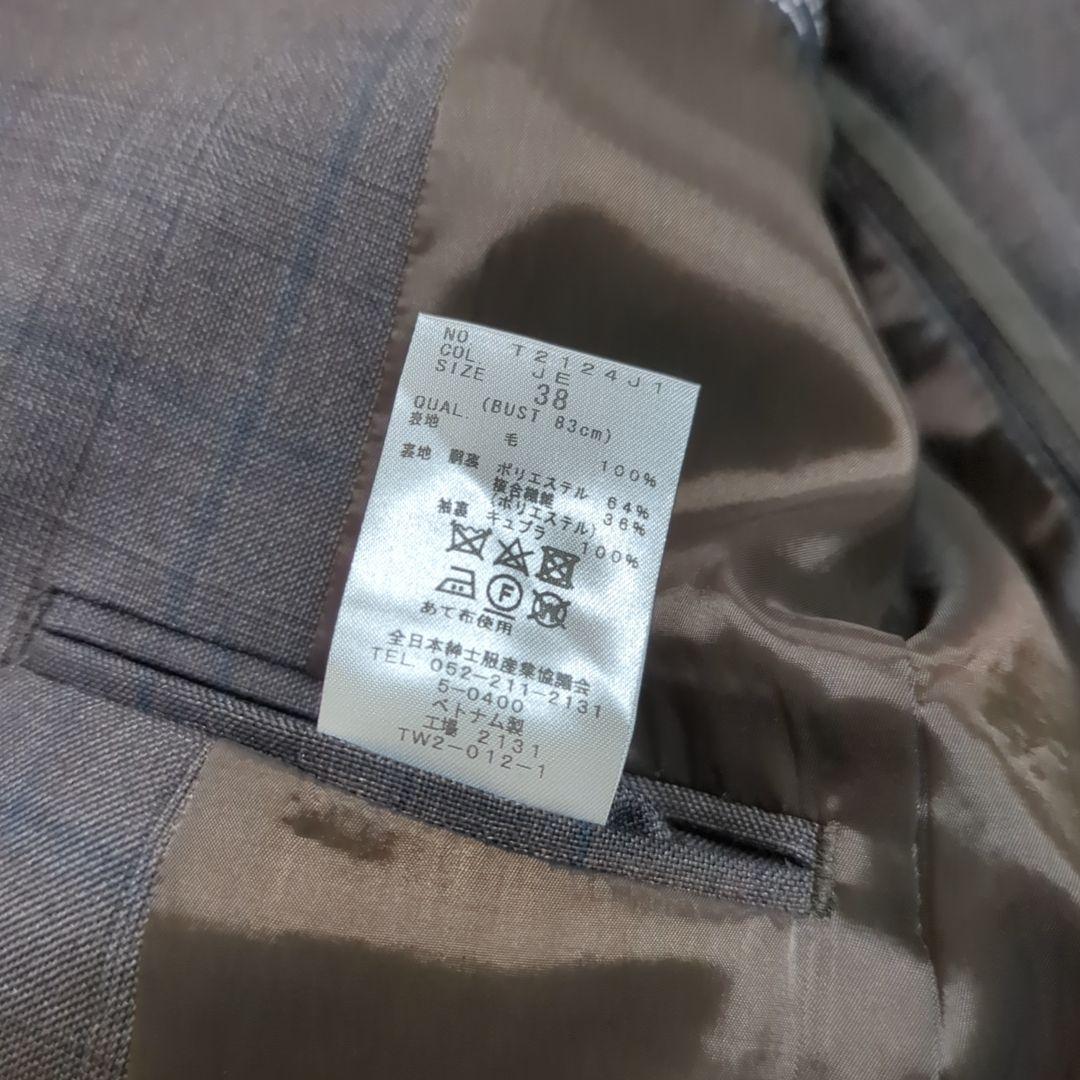 NO T2124J1
COL. JE
SIZE 38
QUAL. (BUST 83cm)
表地 毛 100%
裏地 胴裏 ポリエステル 64%
複合繊維
(ポリエステル) 36%
袖裏 キュプラ 100%
F
あて布使用
全日本紳士服産業協議会
TEL. 052-211-2131
5-0400
ベトナム製
工場 2131
TW2-012-1